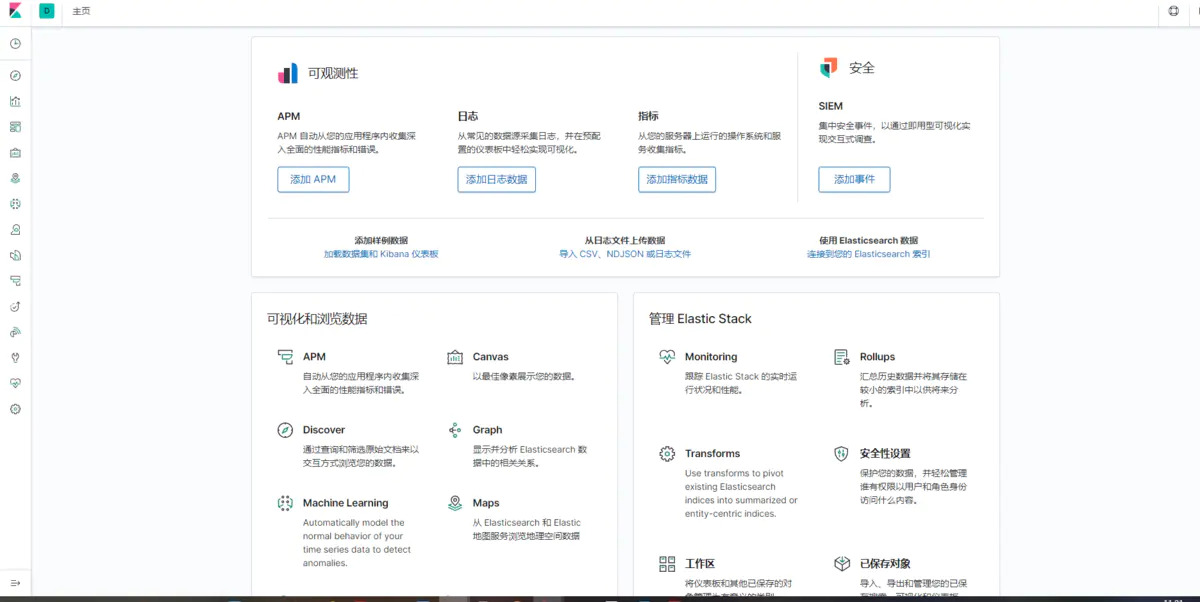 D 主页
可观测性
安全
APM
日志
指标
SIEM
APM 自动从您的应用程序内收集深
入全面的性能指标和错误。
从常见的数据源采集日志，并在预配
置的仪表板中轻松实现可视化。
从您的服务器上运行的操作系统和服
务收集指标。
集中安全事件，以通过即用型可视化实
现交互式调查。
添加 APM
添加日志数据
添加指标数据
添加事件
添加样例数据
加载数据集和 Kibana 仪表板
从日志文件上传数据
导入 CSV、NDJSON 或日志文件
使用 Elasticsearch 数据
连接到您的 Elasticsearch 索引
可视化和浏览数据
APM
自动从您的应用程序内收集深
入全面的性能指标和错误。
Canvas
以最佳像素展示您的数据。
Discover
通过查询和筛选原始文档来以
交互方式浏览您的数据。
Graph
显示并分析 Elasticsearch 数
据中的相关关系。
Machine Learning
Automatically model the
normal behavior of your
time series data to detect
anomalies.
Maps
从 Elasticsearch 和 Elastic
地图服务浏览地理空间数据
管理 Elastic Stack
Monitoring
跟踪 Elastic Stack 的实时运
行状况和性能。
Rollups
汇总历史数据并将其存储在
较小的索引中以供将来分
析。
Transforms
Use transforms to pivot
existing Elasticsearch
indices into summarized or
entity-centric indices.
安全性设置
保护您的数据，并轻松管理
谁有权限以用户和角色身份
访问什么内容。
工作区
将仪表板和其他已保存的对
已保存对象
导入、导出和管理您的已保